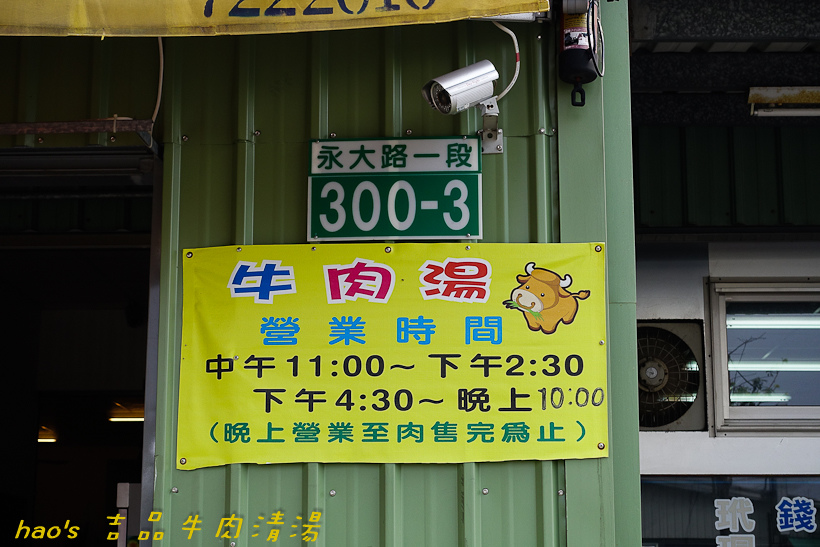 永大路一段
300-3
牛肉湯
營業時間
中午11:00～下午2:30
下午4:30～晚上10:00
（晚上營業至肉售完為止）
錢
hao's 吉品牛肉清湯